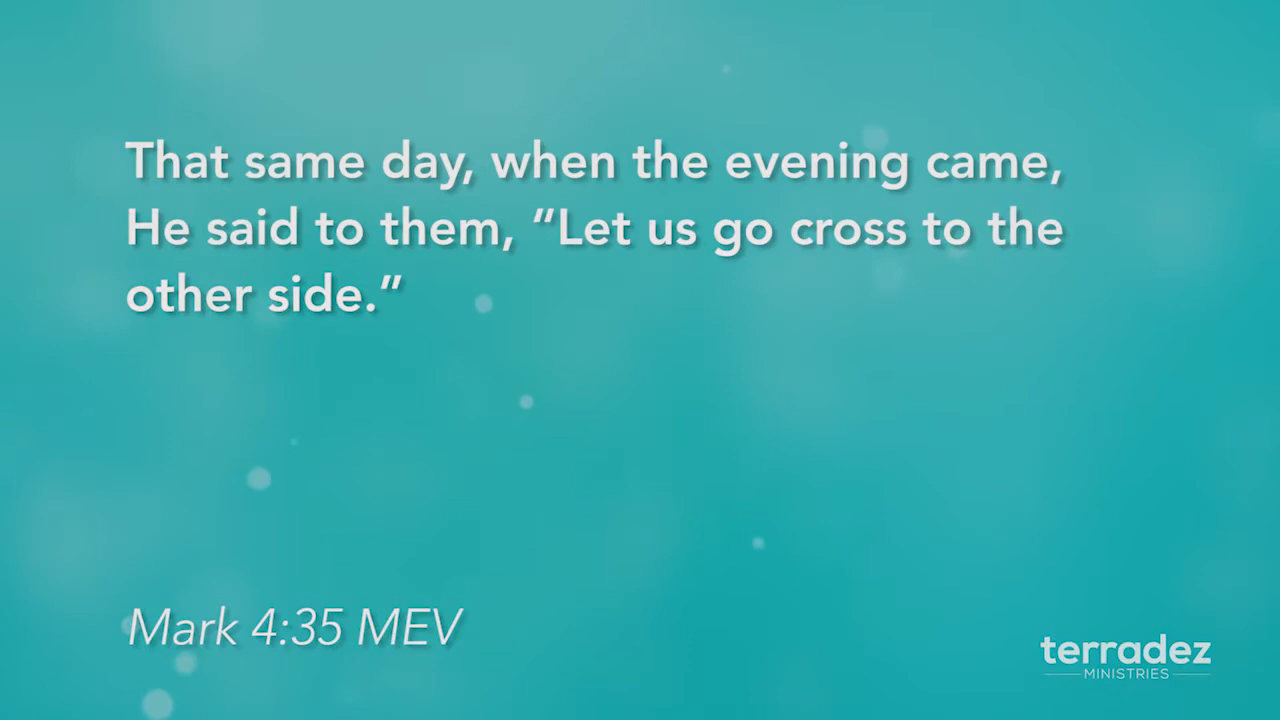 That same day, when the evening came,
He said to them, “Let us go cross to the
other side.”
Mark 4:35 MEV
terradez
MINISTRIES